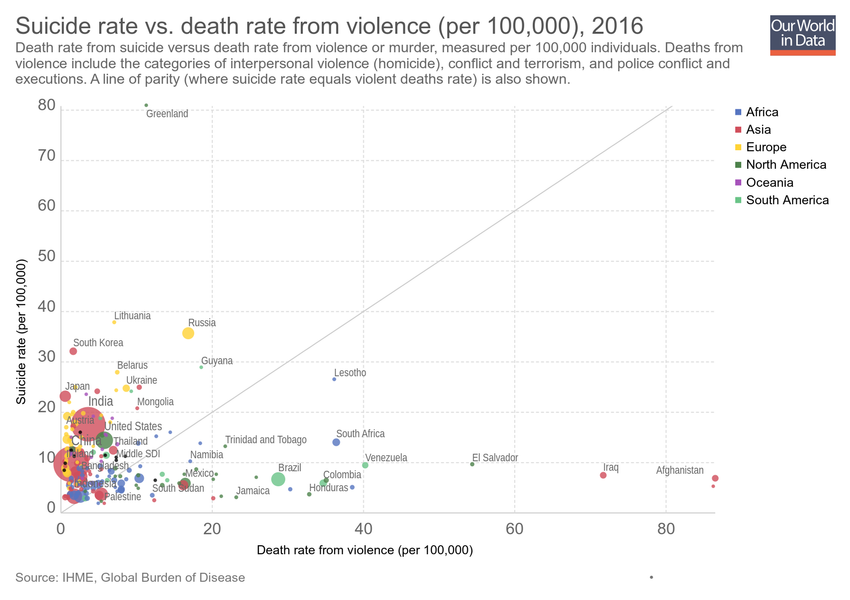 Suicide rate vs. death rate from violence (per 100,000), 2016
Our World
in Data
Death rate from suicide versus death rate from violence or murder, measured per 100,000 individuals. Deaths from
violence include the categories of interpersonal violence (homicide), conflict and terrorism, and police conflict and
executions. A line of parity (where suicide rate equals violent deaths rate) is also shown.
80
Greenland
Africa
Asia
Europe
North America
Oceania
South America
70
60
50
40
Lithuania
Russia
South Korea
30
Guyana
Belarus
Lesotho
Ukraine
Japan
India
Mongolia
20
Austria
United States
South Africa
China
Thailand
Trinidad and Tobago
Middle SDI
Namibia
Venezuela
El Salvador
10
Bangladesh
Mexico
Brazil
Colombia
Iraq
Afghanistan
Indonesia
South Sudan
Honduras
Palestine
Jamaica
0
0 20 40 60 80
Suicide rate (per 100,000)
Death rate from violence (per 100,000)
Source: IHME, Global Burden of Disease